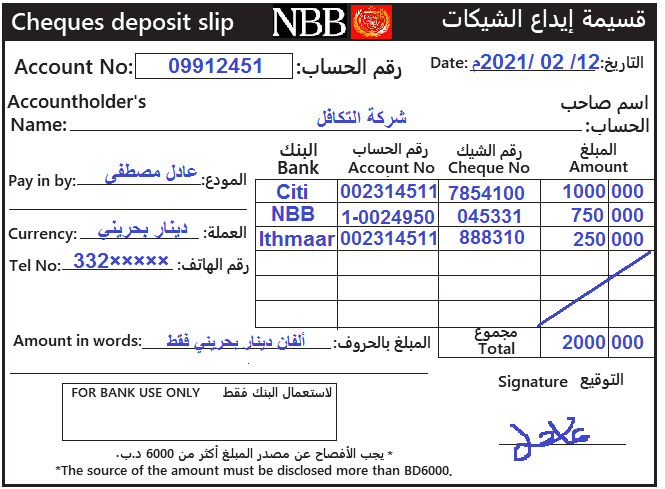 Cheques deposit slip NBB قسيمة إيداع الشيكات
Account No: 09912451 رقم الحساب: Date: 2021/ 02 /12م التاريخ:
Accountholder's اسم صاحب
Name: شركة التكافل الحساب:
البنك رقم الحساب رقم الشيك المبلغ
Bank Account No Cheque No Amount
Pay in by: عادل مصطفى المودع:
Citi 002314511 7854100 1000 000
NBB 1-0024950 045331 750 000
Currency: دينار بحريني العملة:
Ithmaar 002314511 888310 250 000
Tel No: 332××××× رقم الهاتف:
مجموع
Total 2000 000
Amount in words: ألفان دينار بحريني فقط المبلغ بالحروف:
Signature التوقيع
FOR BANK USE ONLY لاستعمال البنك فقط
عادل
* يجب الأفصاح عن مصدر المبلغ أكثر من 6000 د.ب.
*The source of the amount must be disclosed more than BD6000.